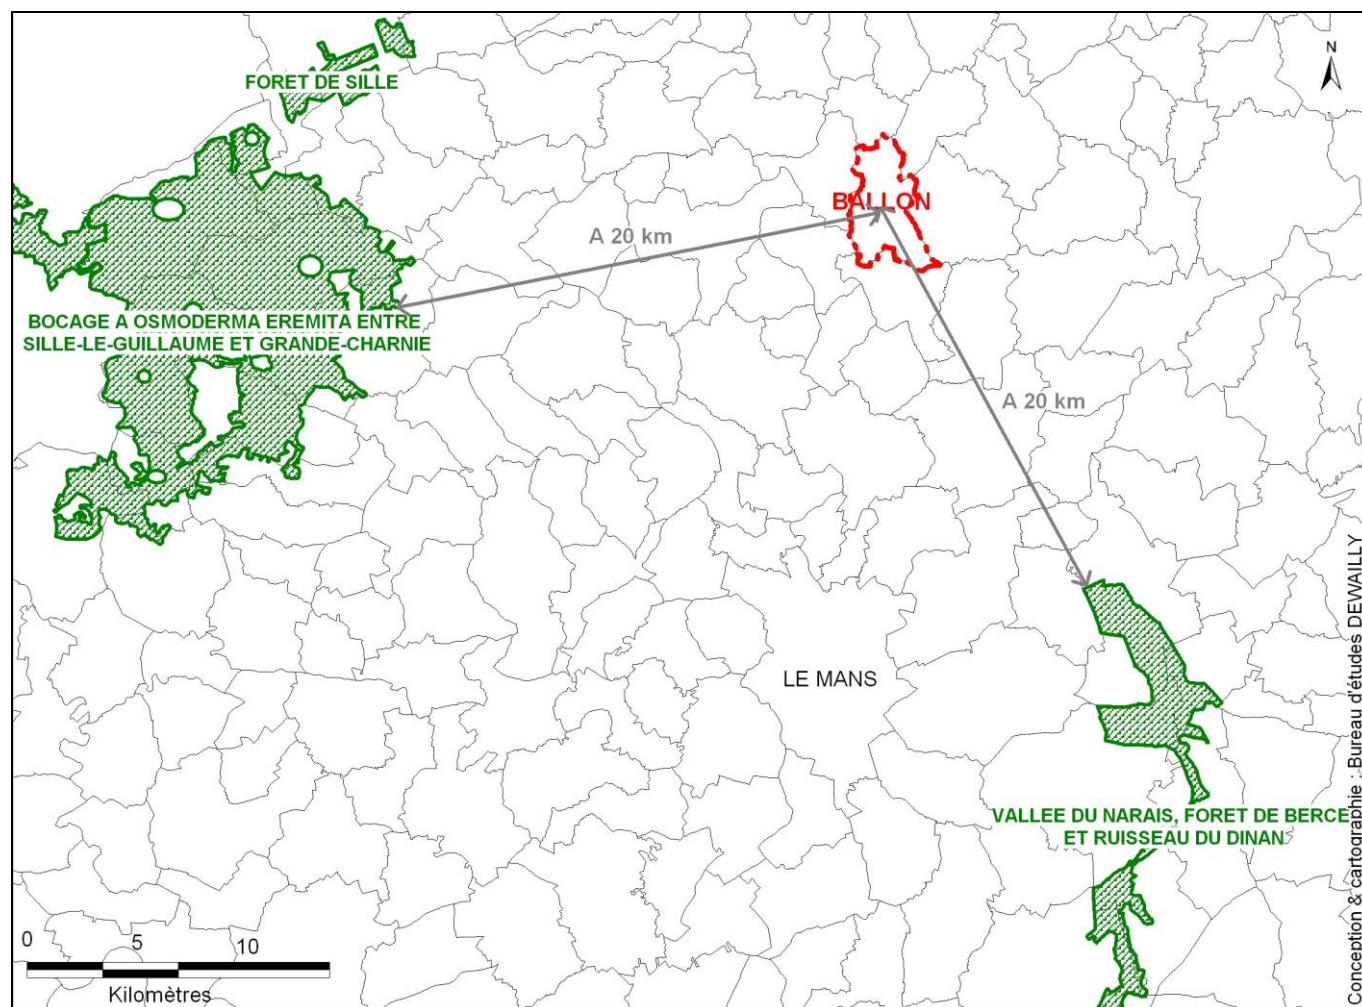 FORET DE SILLE
N
BALLON
A 20 km
BOCAGE A OSMODERMA EREMITA ENTRE
SILLE-LE-GUILLAUME ET GRANDE-CHARNIE
A 20 km
LE MANS
VALLEE DU NARAIS, FORET DE BERCE
ET RUISSEAU DU DINAN
0 5 10
Kilomètres
Conception & cartographie : Bureau d'études DEWAILLY